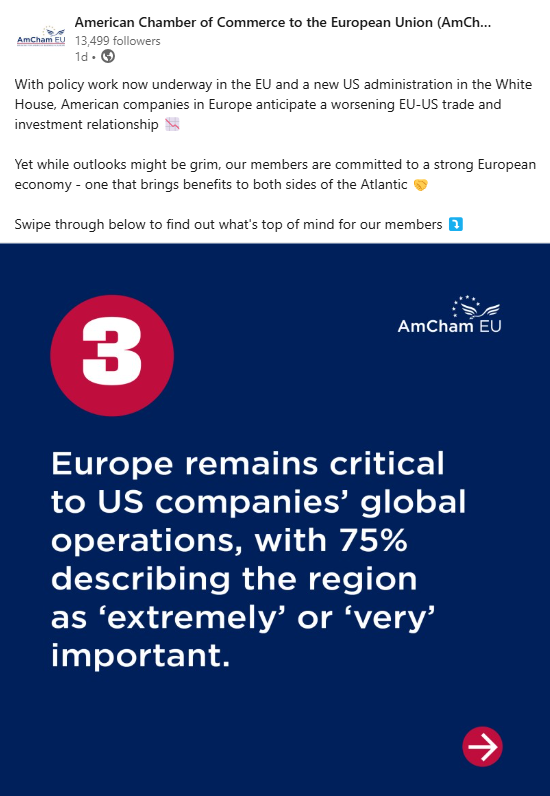 American Chamber of Commerce to the European Union (AmCh...
AmCham EU
13,499 followers
1d •
With policy work now underway in the EU and a new US administration in the White
House, American companies in Europe anticipate a worsening EU-US trade and
investment relationship 📉
Yet while outlooks might be grim, our members are committed to a strong European
economy - one that brings benefits to both sides of the Atlantic 🤝
Swipe through below to find out what's top of mind for our members ⤵️
3
AmCham EU
Europe remains critical
to US companies’ global
operations, with 75%
describing the region
as ‘extremely’ or ‘very’
important.